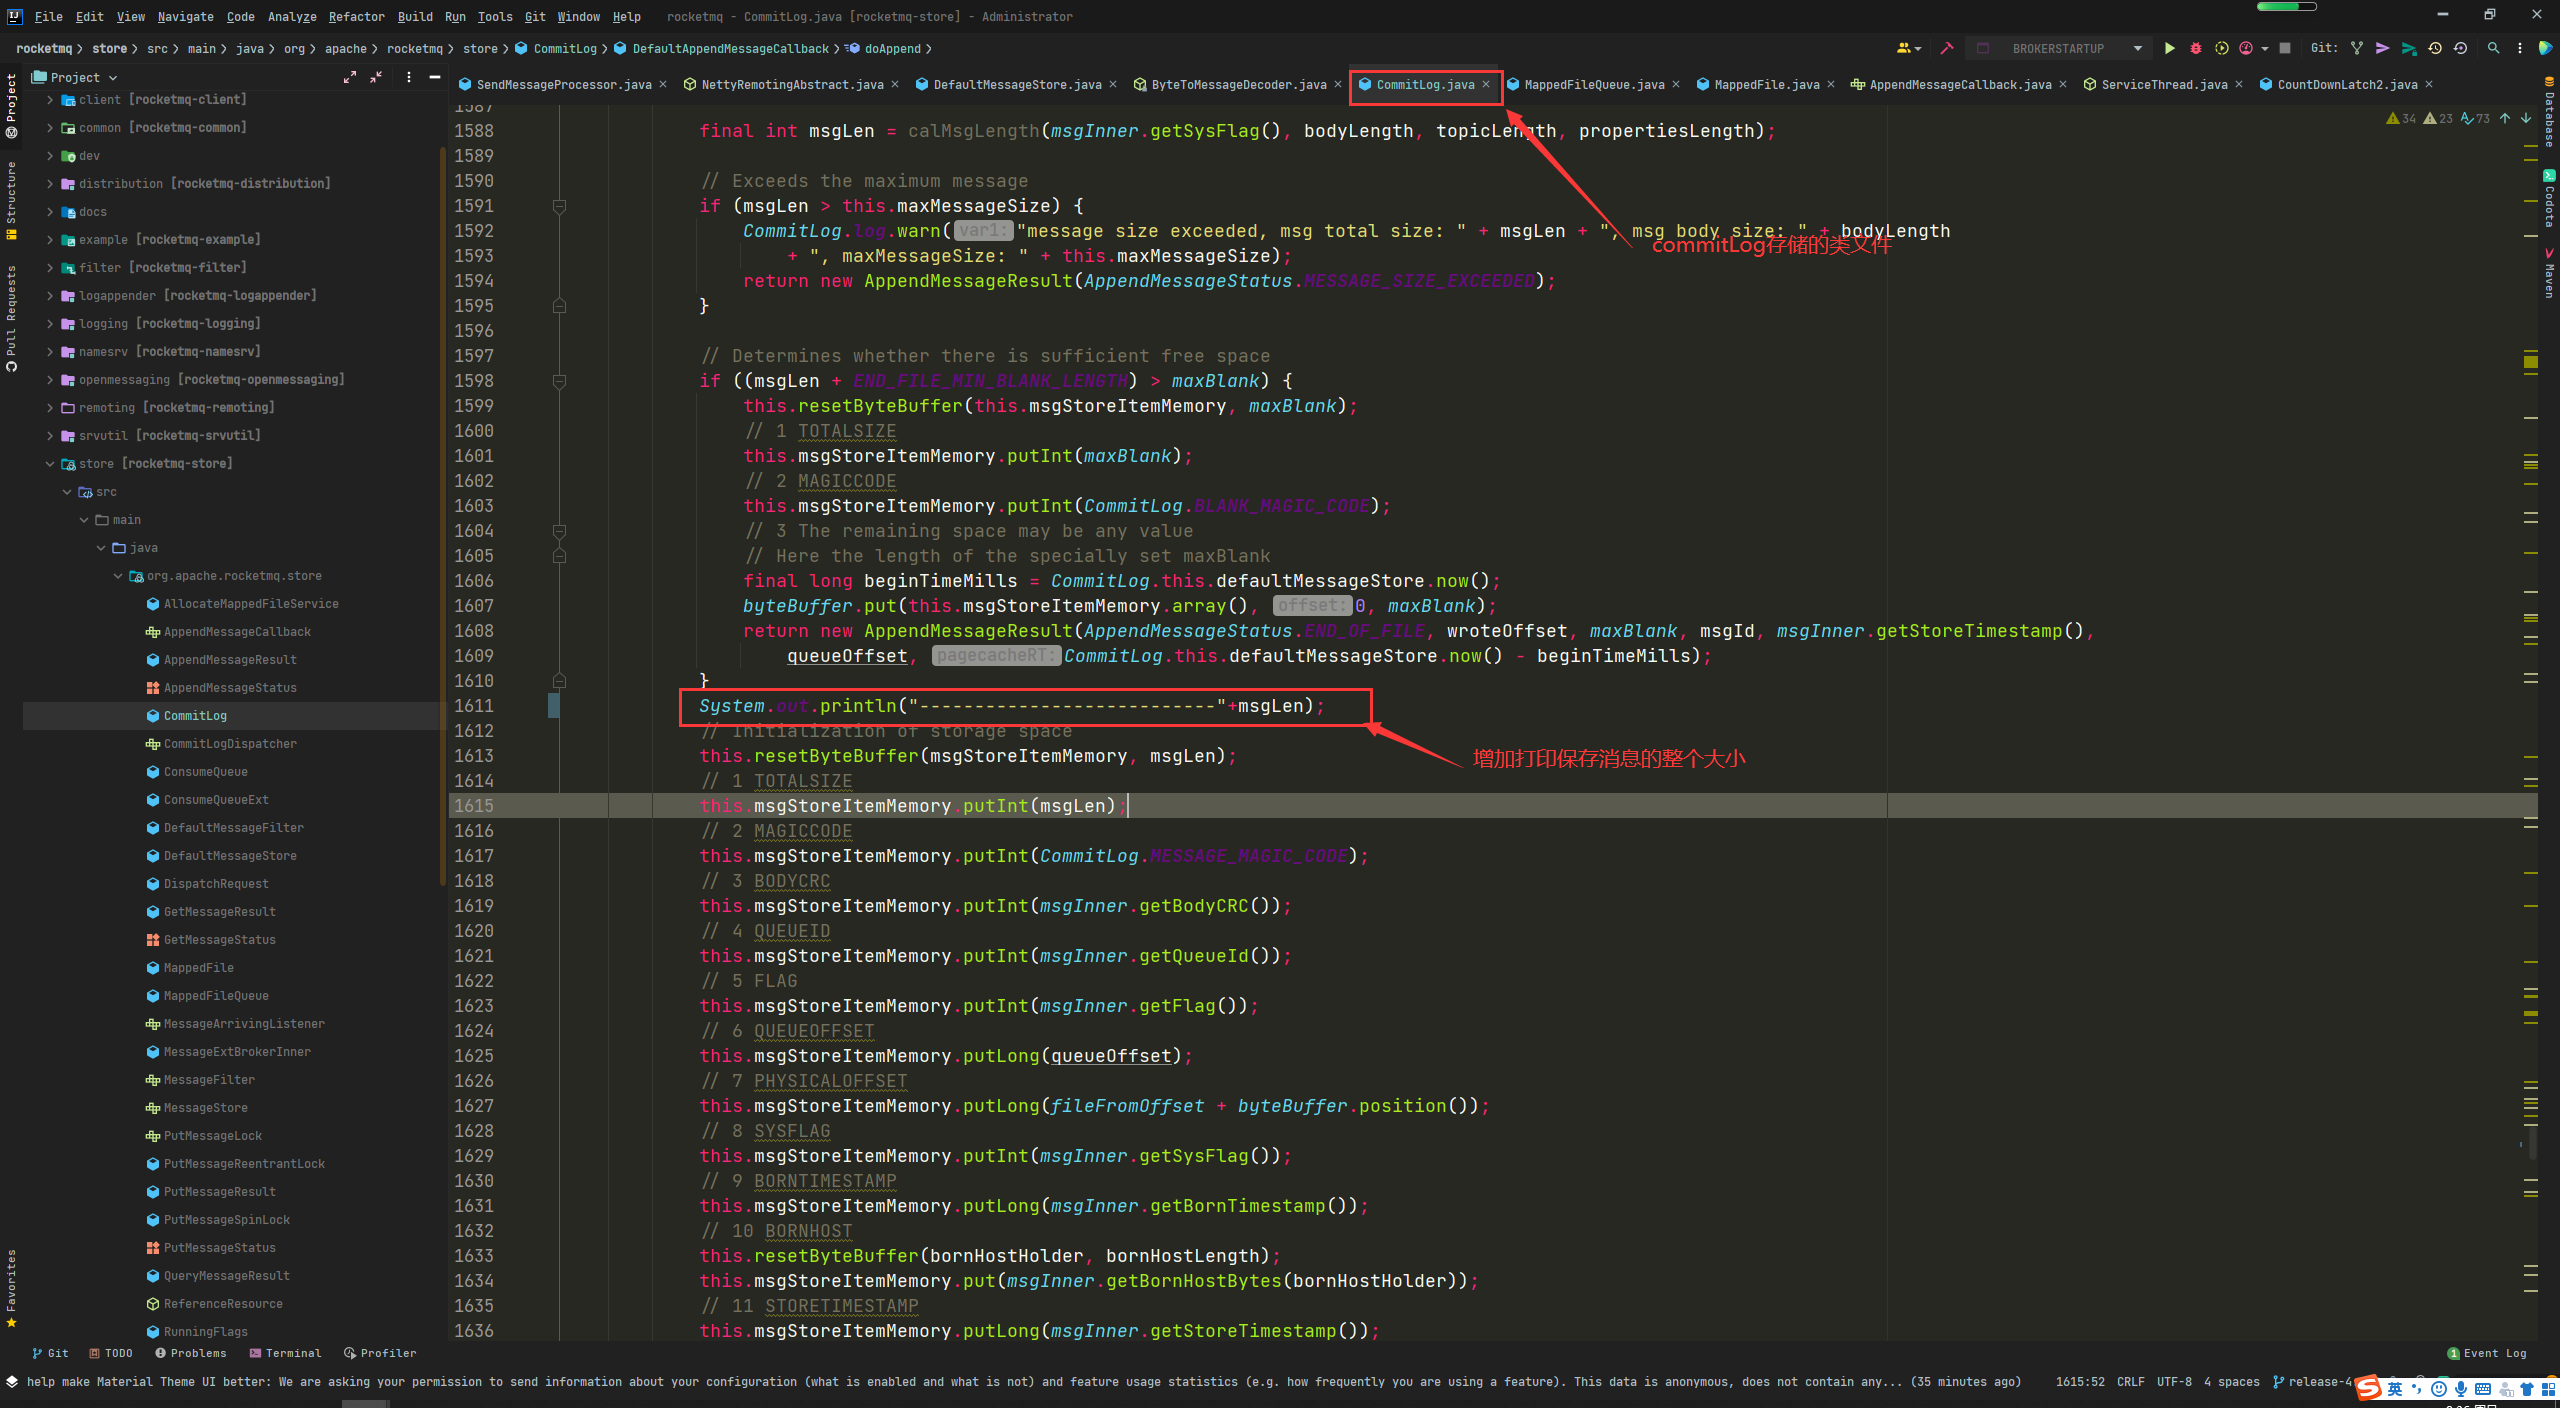 File Edit View Navigate Code Analyze Refactor Build Run Tools Git Window Help rocketmq - CommitLog.java [rocketmq-store] - Administrator
rocketmq store src main java org apache rocketmq store CommitLog DefaultAppendMessageCallback doAppend
BROKERSTARTUP
Git:
Project
SendMessageProcessor.java NettyRemotingAbstract.java DefaultMessageStore.java ByteToMessageDecoder.java CommitLog.java MappedFileQueue.java MappedFile.java AppendMessageCallback.java ServiceThread.java CountDownLatch2.java
Project
Structure
Pull Requests
Favorites
client [rocketmq-client]
common [rocketmq-common]
dev
distribution [rocketmq-distribution]
docs
example [rocketmq-example]
filter [rocketmq-filter]
logappender [rocketmq-logappender]
logging [rocketmq-logging]
namesrv [rocketmq-namesrv]
openmessaging [rocketmq-openmessaging]
remoting [rocketmq-remoting]
srvutil [rocketmq-srvutil]
store [rocketmq-store]
src
main
java
org.apache.rocketmq.store
AllocateMappedFileService
AppendMessageCallback
AppendMessageResult
AppendMessageStatus
CommitLog
CommitLogDispatcher
ConsumeQueue
ConsumeQueueExt
DefaultMessageFilter
DefaultMessageStore
DispatchRequest
GetMessageResult
GetMessageStatus
MappedFile
MappedFileQueue
MessageArrivingListener
MessageExtBrokerInner
MessageFilter
MessageStore
PutMessageLock
PutMessageReentrantLock
PutMessageResult
PutMessageSpinLock
PutMessageStatus
QueryMessageResult
ReferenceResource
RunningFlags
34 23 73
1587
1588 final int msgLen = calMsgLength(msgInner.getSysFlag(), bodyLength, topicLength, propertiesLength);
1589
1590 // Exceeds the maximum message
1591 if (msgLen > this.maxMessageSize) {
1592 CommitLog.log.warn( var1: "message size exceeded, msg total size: " + msgLen + ", msg body size: " + bodyLength
commitLog存储的类文件
1593 + ", maxMessageSize: " + this.maxMessageSize);
1594 return new AppendMessageResult(AppendMessageStatus.MESSAGE_SIZE_EXCEEDED);
1595 }
1596
1597 // Determines whether there is sufficient free space
1598 if ((msgLen + END_FILE_MIN_BLANK_LENGTH) > maxBlank) {
1599 this.resetByteBuffer(this.msgStoreItemMemory, maxBlank);
1600 // 1 TOTALSIZE
1601 this.msgStoreItemMemory.putInt(maxBlank);
1602 // 2 MAGICCODE
1603 this.msgStoreItemMemory.putInt(CommitLog.BLANK_MAGIC_CODE);
1604 // 3 The remaining space may be any value
1605 // Here the length of the specially set maxBlank
1606 final long beginTimeMills = CommitLog.this.defaultMessageStore.now();
1607 byteBuffer.put(this.msgStoreItemMemory.array(), offset: 0, maxBlank);
1608 return new AppendMessageResult(AppendMessageStatus.END_OF_FILE, wroteOffset, maxBlank, msgId, msgInner.getStoreTimestamp(),
1609 queueOffset, pagecacheRT: CommitLog.this.defaultMessageStore.now() - beginTimeMills);
1610 }
1611 System.out.println("---------------------------"+msgLen);
1612 // Initialization of storage space
1613 this.resetByteBuffer(msgStoreItemMemory, msgLen);
增加打印保存消息的整个大小
1614 // 1 TOTALSIZE
1615 this.msgStoreItemMemory.putInt(msgLen);
1616 // 2 MAGICCODE
1617 this.msgStoreItemMemory.putInt(CommitLog.MESSAGE_MAGIC_CODE);
1618 // 3 BODYCRC
1619 this.msgStoreItemMemory.putInt(msgInner.getBodyCRC());
1620 // 4 QUEUEID
1621 this.msgStoreItemMemory.putInt(msgInner.getQueueId());
1622 // 5 FLAG
1623 this.msgStoreItemMemory.putInt(msgInner.getFlag());
1624 // 6 QUEUEOFFSET
1625 this.msgStoreItemMemory.putLong(queueOffset);
1626 // 7 PHYSICALOFFSET
1627 this.msgStoreItemMemory.putLong(fileFromOffset + byteBuffer.position());
1628 // 8 SYSFLAG
1629 this.msgStoreItemMemory.putInt(msgInner.getSysFlag());
1630 // 9 BORNTIMESTAMP
1631 this.msgStoreItemMemory.putLong(msgInner.getBornTimestamp());
1632 // 10 BORNHOST
1633 this.resetByteBuffer(bornHostHolder, bornHostLength);
1634 this.msgStoreItemMemory.put(msgInner.getBornHostBytes(bornHostHolder));
1635 // 11 STORETIMESTAMP
1636 this.msgStoreItemMemory.putLong(msgInner.getStoreTimestamp());
Database
Codota
Maven
Git TODO Problems Terminal Profiler
1 Event Log
help make Material Theme UI better: We are asking your permission to send information about your configuration (what is enabled and what is not) and feature usage statistics (e.g. how frequently you are using a feature). This data is anonymous, does not contain any... (35 minutes ago) 1615:52 CRLF UTF-8 4 spaces release-4
英